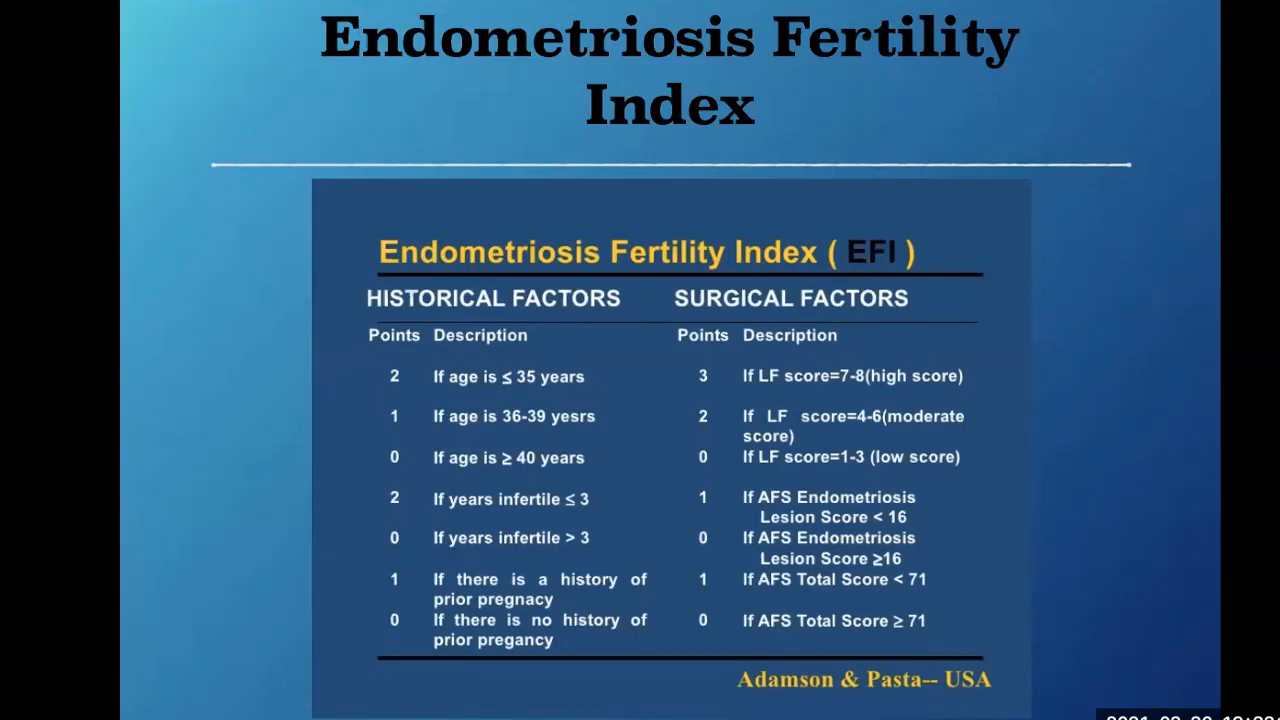 Endometriosis Fertility
Index
Endometriosis Fertility Index ( EFI )
HISTORICAL FACTORS SURGICAL FACTORS
Points Description Points Description
2 If age is ≤ 35 years 3 If LF score=7-8(high score)
1 If age is 36-39 yesrs 2 If LF score=4-6(moderate
score)
0 If age is ≥ 40 years 0 If LF score=1-3 (low score)
2 If years infertile ≤ 3 1 If AFS Endometriosis
Lesion Score < 16
0 If years infertile > 3 0 If AFS Endometriosis
Lesion Score ≥16
1 If there is a history of 1 If AFS Total Score < 71
prior pregnacy
0 If there is no history of 0 If AFS Total Score ≥ 71
prior pregancy
Adamson & Pasta-- USA